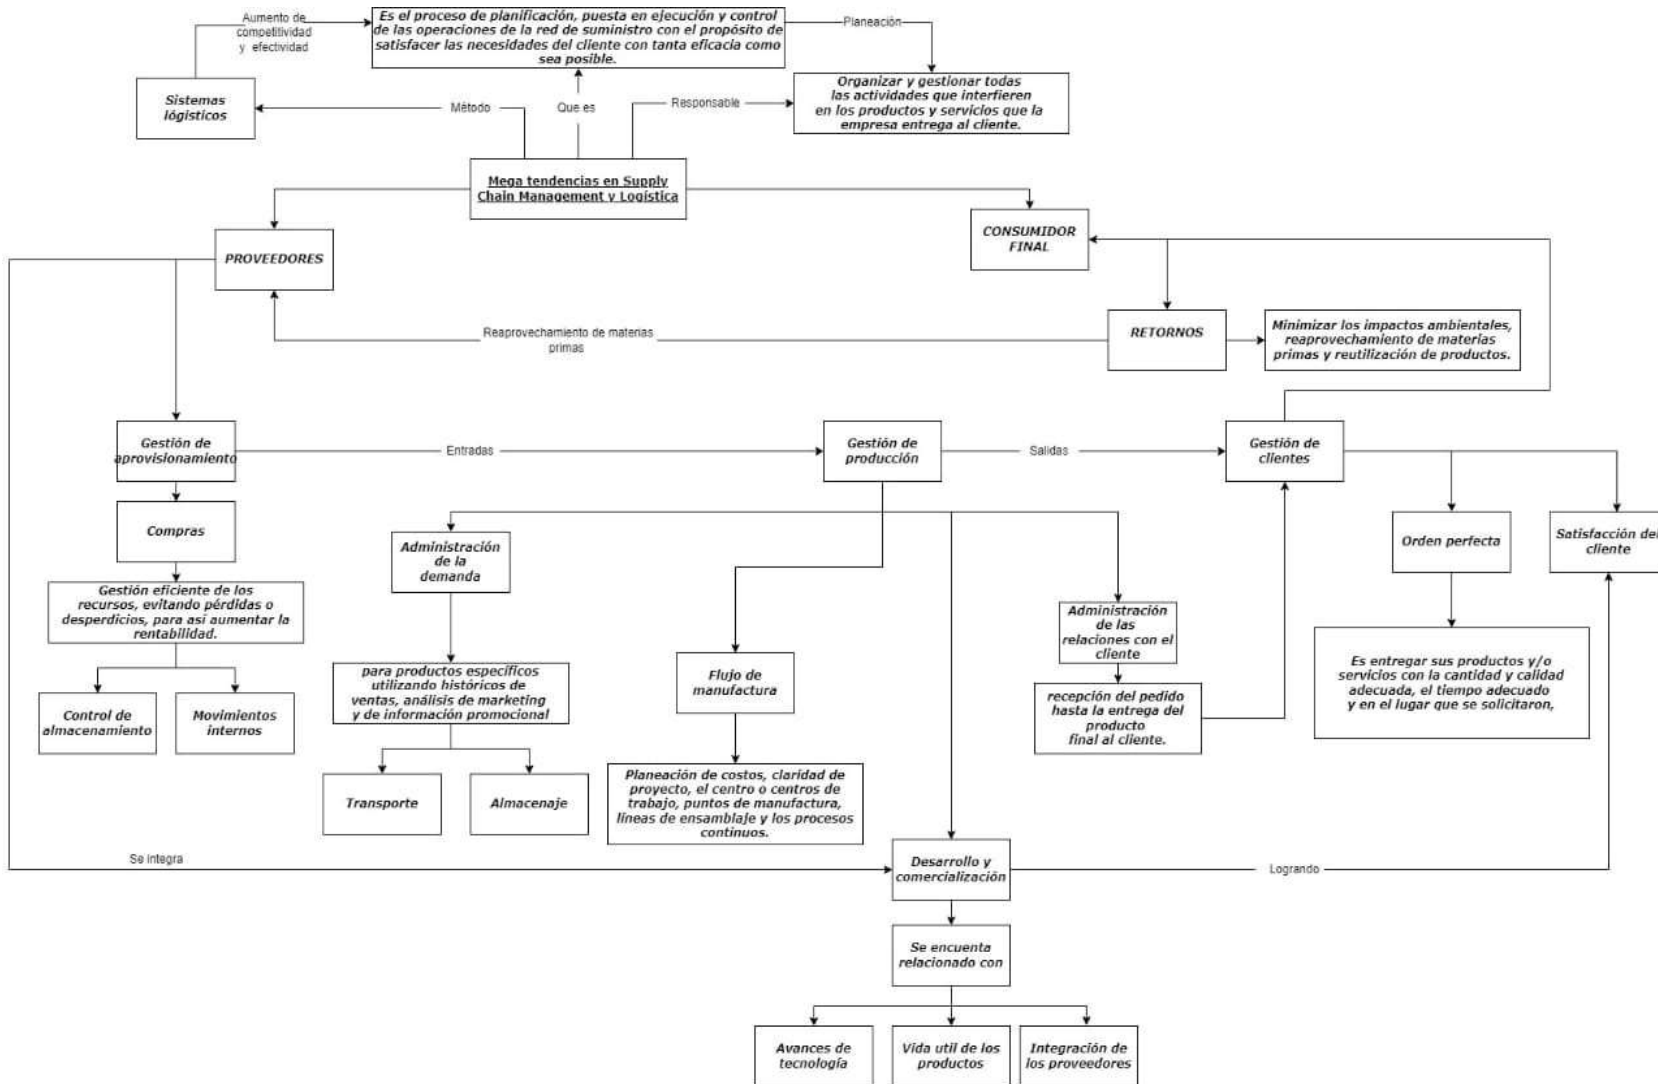 Aumento de
competitividad
y efectividad
Es el proceso de planificación, puesta en ejecución y control
de las operaciones de la red de suministro con el propósito de
satisfacer las necesidades del cliente con tanta eficacia como
sea posible.
Planeación
Sistemas
lógisticos
Método
Que es
Responsable
Organizar y gestionar todas
las actividades que interfieren
en los productos y servicios que la
empresa entrega al cliente.
Mega tendencias en Supply
Chain Management y Logística
PROVEEDORES
CONSUMIDOR
FINAL
Reaprovechamiento de materias
primas
RETORNOS
Minimizar los impactos ambientales,
reaprovechamiento de materias
primas y reutilización de productos.
Gestión de
aprovisionamiento
Entradas
Gestión de
producción
Salidas
Gestión de
clientes
Compras
Administración
de la
demanda
Orden perfecta
Satisfacción del
cliente
Gestión eficiente de los
recursos, evitando pérdidas o
desperdicios, para así aumentar la
rentabilidad.
Administración
de las
relaciones con el
cliente
para productos específicos
utilizando históricos de
ventas, análisis de marketing
y de información promocional
Flujo de
manufactura
Es entregar sus productos y/o
servicios con la cantidad y calidad
adecuada, el tiempo adecuado
y en el lugar que se solicitaron,
Control de
almacenamiento
Movimientos
internos
recepción del pedido
hasta la entrega del
producto
final al cliente.
Transporte
Almacenaje
Planeación de costos, claridad de
proyecto, el centro o centros de
trabajo, puntos de manufactura,
líneas de ensamblaje y los procesos
continuos.
Se integra
Desarrollo y
comercialización
Logrando
Se encuenta
relacionado con
Avances de
tecnología
Vida util de los
productos
Integración de
los proveedores